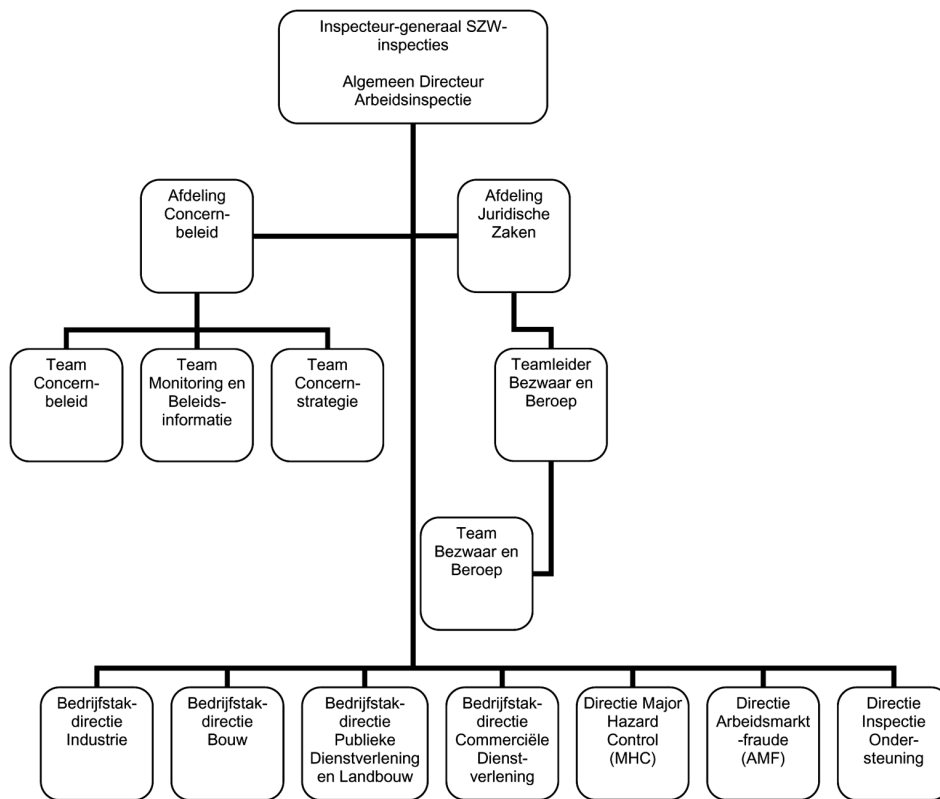 Inspecteur-generaal SZW-
inspecties
Algemeen Directeur
Arbeidsinspectie
Afdeling
Concern-
beleid
Afdeling
Juridische
Zaken
Team
Concern-
beleid
Team
Monitoring en
Beleids-
informatie
Team
Concern-
strategie
Teamleider
Bezwaar en
Beroep
Team
Bezwaar en
Beroep
Bedrijfstak-
directie
Industrie
Bedrijfstak-
directie
Bouw
Bedrijfstak-
directie
Publieke
Dienstverlening
en Landbouw
Bedrijfstak-
directie
Commerciële
Dienst-
verlening
Directie Major
Hazard
Control
(MHC)
Directie
Arbeidsmarkt
-fraude
(AMF)
Directie
Inspectie
Onder-
steuning